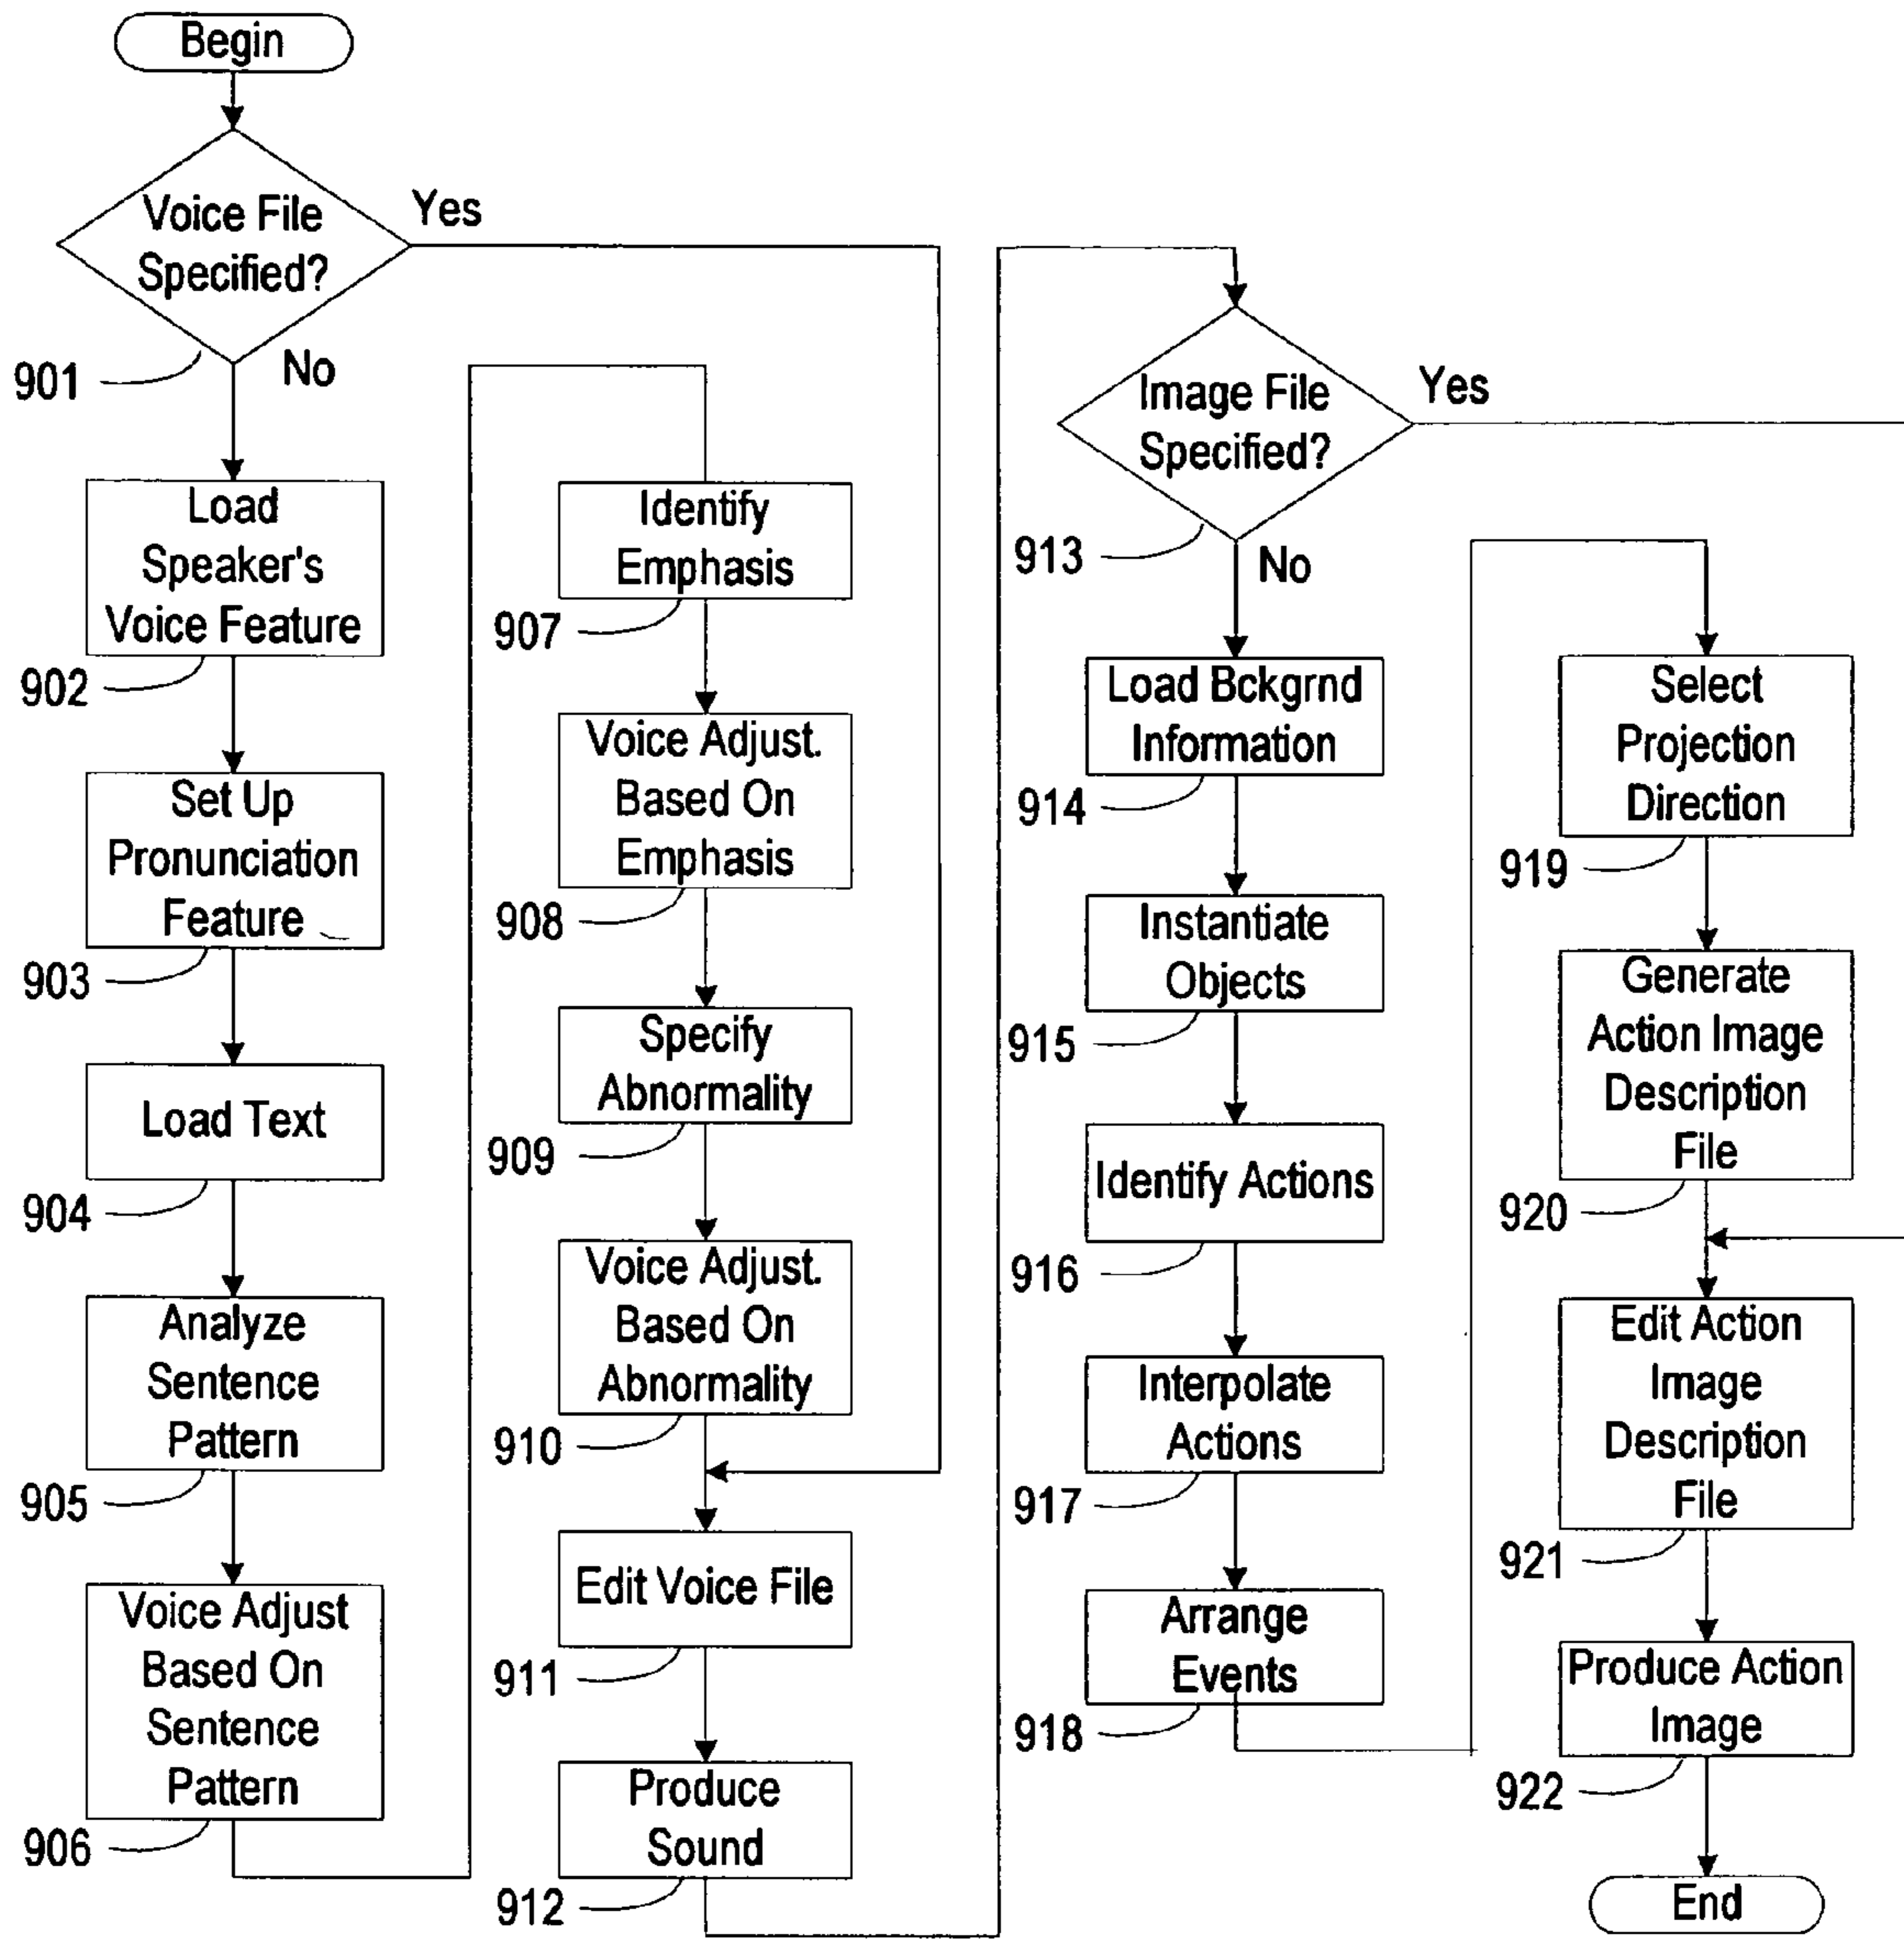 Begin
Voice File
Specified?
Yes
901
No
Load
Speaker's
Voice Feature
902
Set Up
Pronunciation
Feature
903
Load Text
904
Analyze
Sentence
Pattern
905
Voice Adjust
Based On
Sentence
Pattern
906
Identify
Emphasis
907
Voice Adjust.
Based On
Emphasis
908
Specify
Abnormality
909
Voice Adjust.
Based On
Abnormality
910
Edit Voice File
911
Produce
Sound
912
Image File
Specified?
Yes
913
No
Load Bckgrnd
Information
914
Instantiate
Objects
915
Identify Actions
916
Interpolate
Actions
917
Arrange
Events
918
Select
Projection
Direction
919
Generate
Action Image
Description
File
920
Edit Action
Image
Description
File
921
Produce Action
Image
922
End